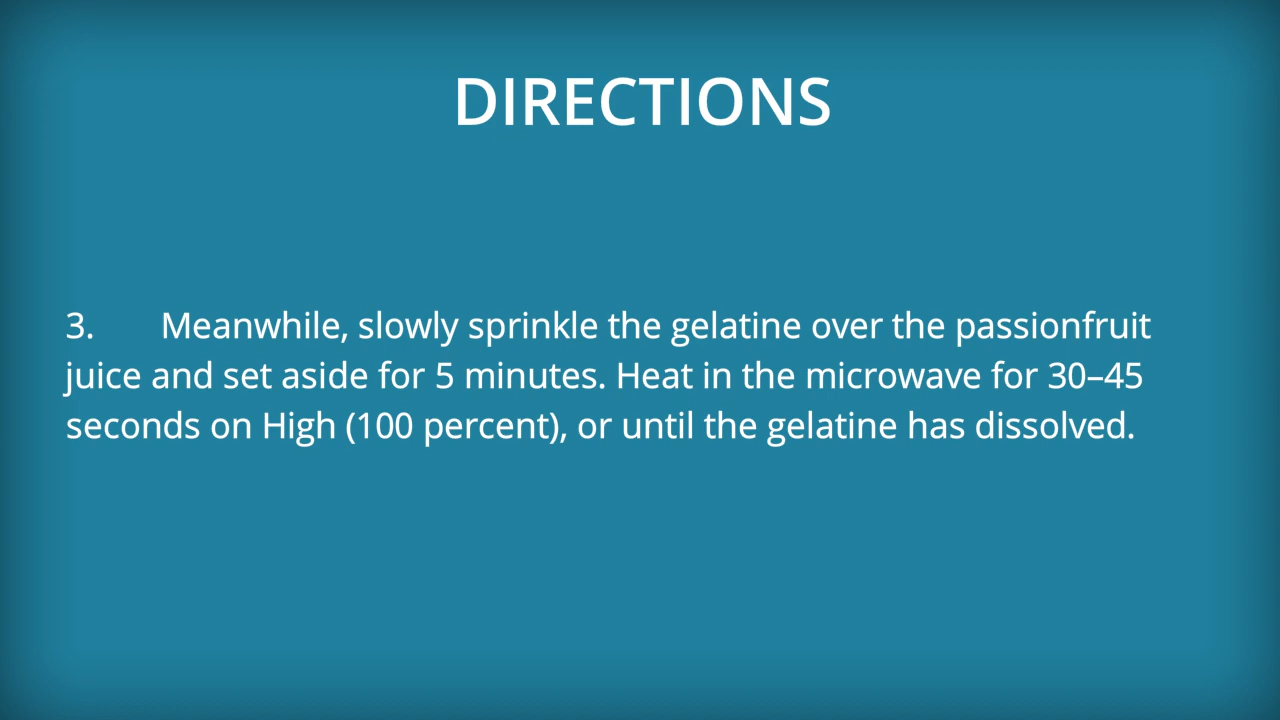 DIRECTIONS
3. Meanwhile, slowly sprinkle the gelatine over the passionfruit
juice and set aside for 5 minutes. Heat in the microwave for 30–45
seconds on High (100 percent), or until the gelatine has dissolved.